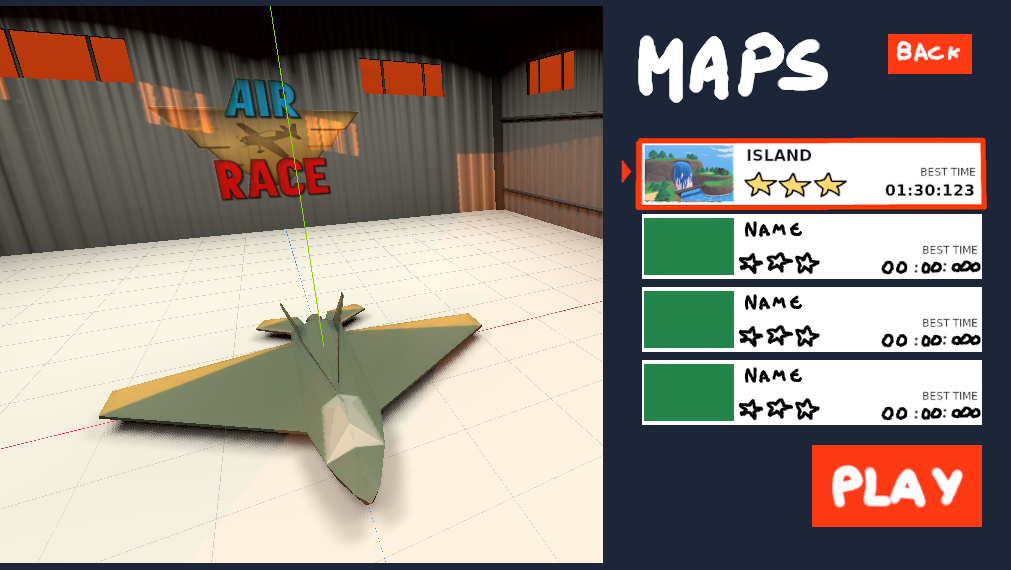 AIR
RACE
MAPS
BACK
ISLAND
BEST TIME
01:30:123
NAME
BEST TIME
00:00:000
NAME
BEST TIME
00:00:000
NAME
BEST TIME
00:00:000
PLAY